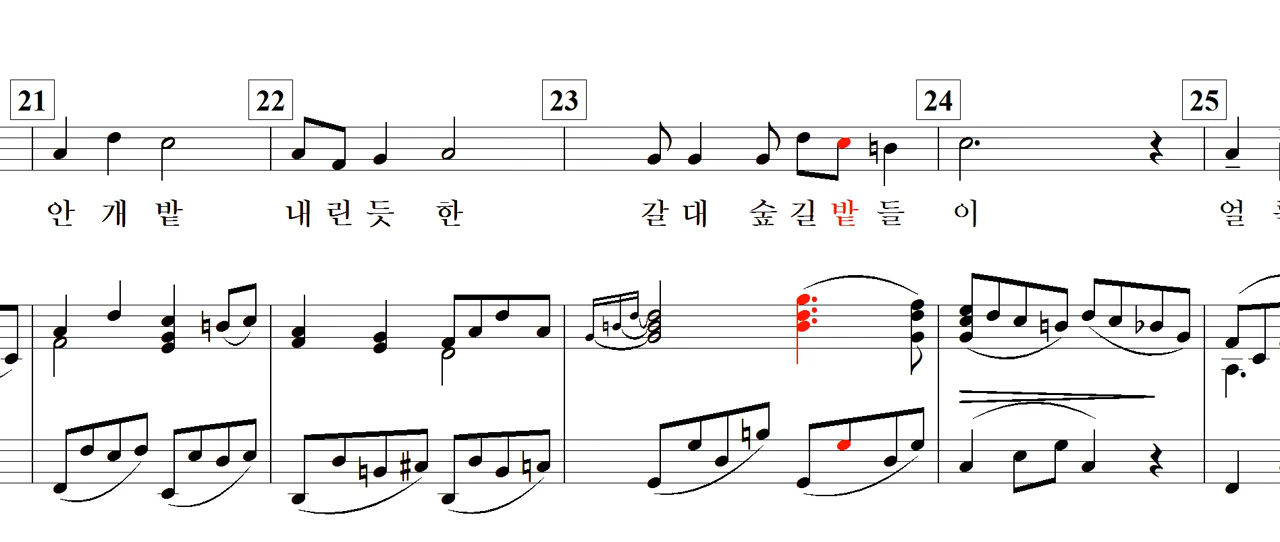 21 22 23 24 25
안 개 밭 내 린 듯 한 갈 대 숲 길 밭 들 이 얼